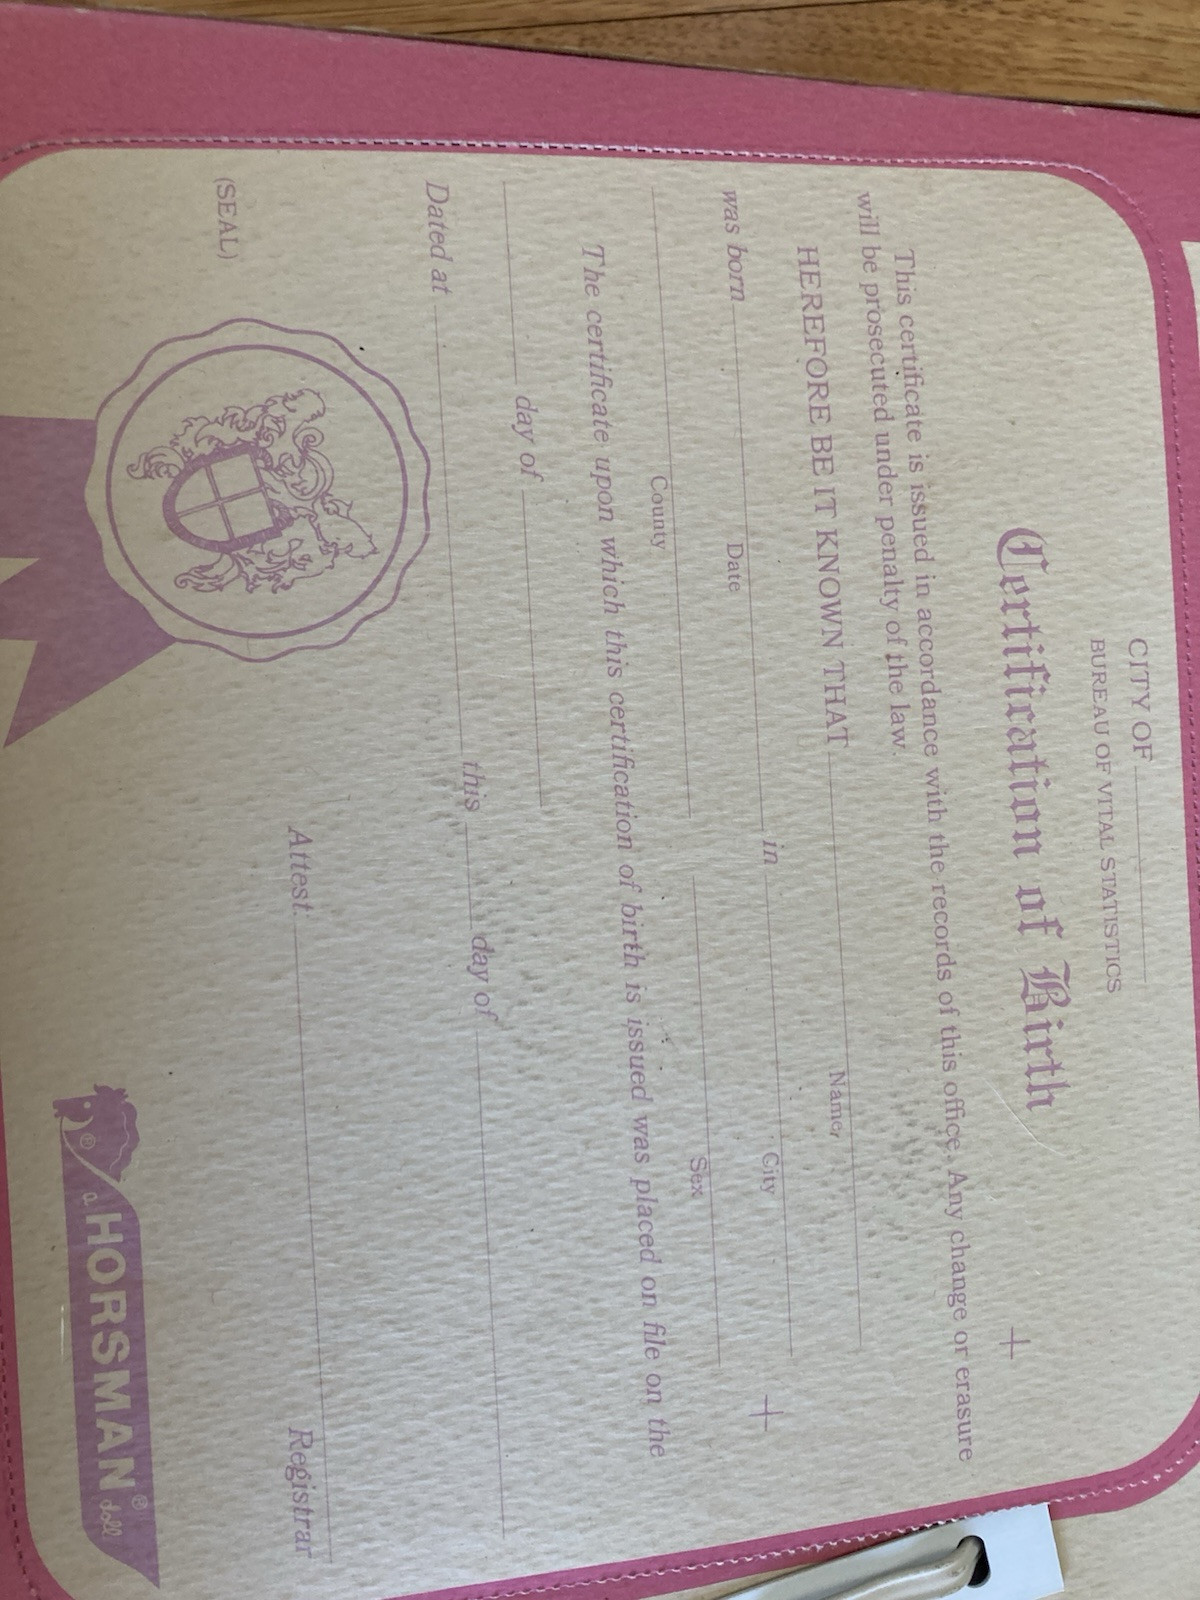 CITY OF
BUREAU OF VITAL STATISTICS
Certification of Birth
This certificate is issued in accordance with the records of this office. Any change or erasure
will be prosecuted under penalty of the law.
HEREFORE BE IT KNOWN THAT
Name,
was born in
Date City
County Sex
The certificate upon which this certification of birth is issued was placed on file on the
day of
Dated at this day of
Attest. Registrar
(SEAL)
® a HORSMAN® doll